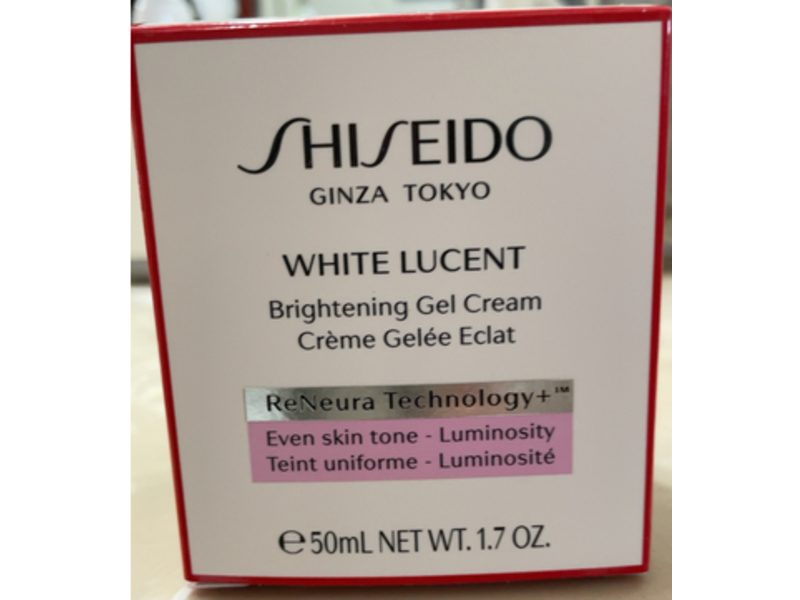 SHISEIDO
GINZA TOKYO
WHITE LUCENT
Brightening Gel Cream
Crème Gelée Eclat
ReNeura Technology+™
Even skin tone - Luminosity
Teint uniforme - Luminosité
℮50mL NET WT. 1.7 OZ.